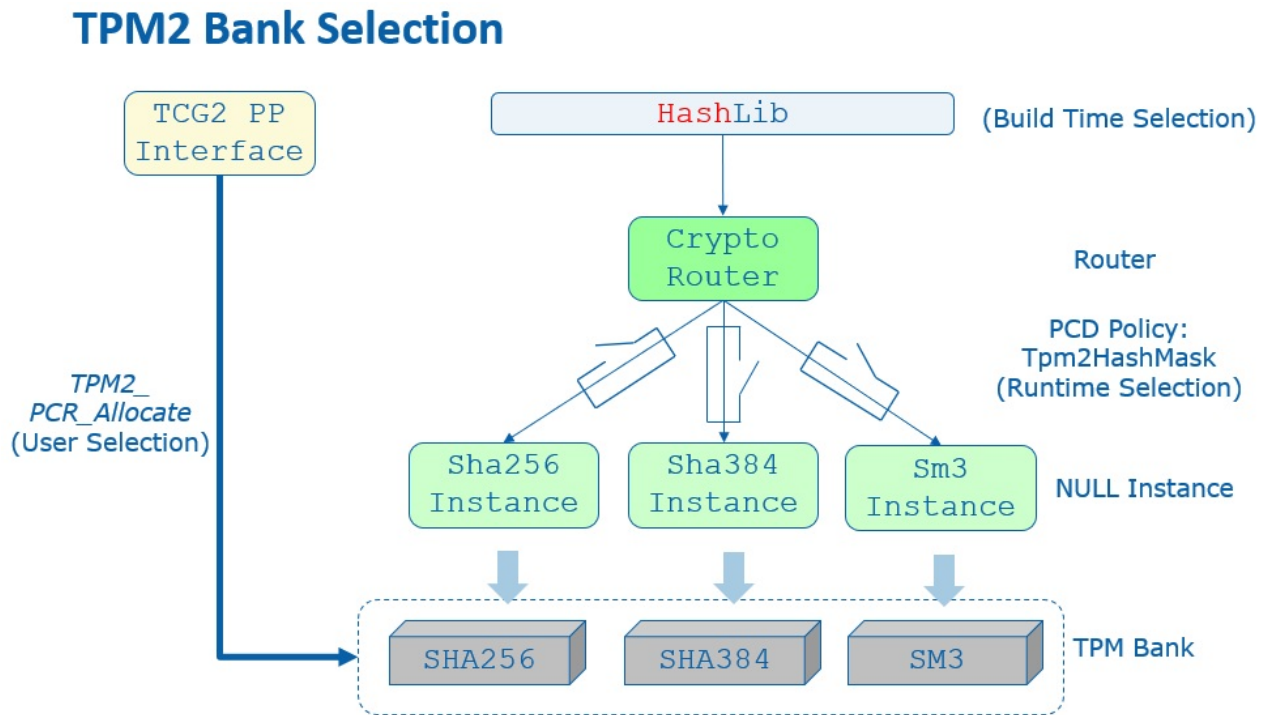 TPM2 Bank Selection
TCG2 PP
Interface
HashLib
(Build Time Selection)
Crypto
Router
Router
PCD Policy:
Tpm2HashMask
(Runtime Selection)
TPM2_
PCR_Allocate
(User Selection)
Sha256
Instance
Sha384
Instance
Sm3
Instance
NULL Instance
SHA256
SHA384
SM3
TPM Bank